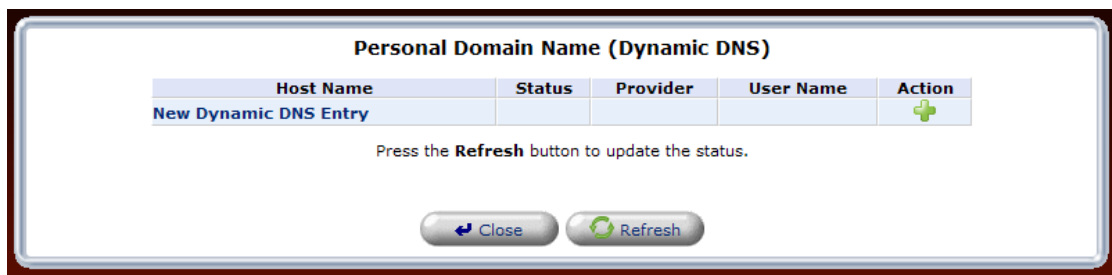 Personal Domain Name (Dynamic DNS)
Host Name Status Provider User Name Action
New Dynamic DNS Entry
Press the Refresh button to update the status.
Close Refresh